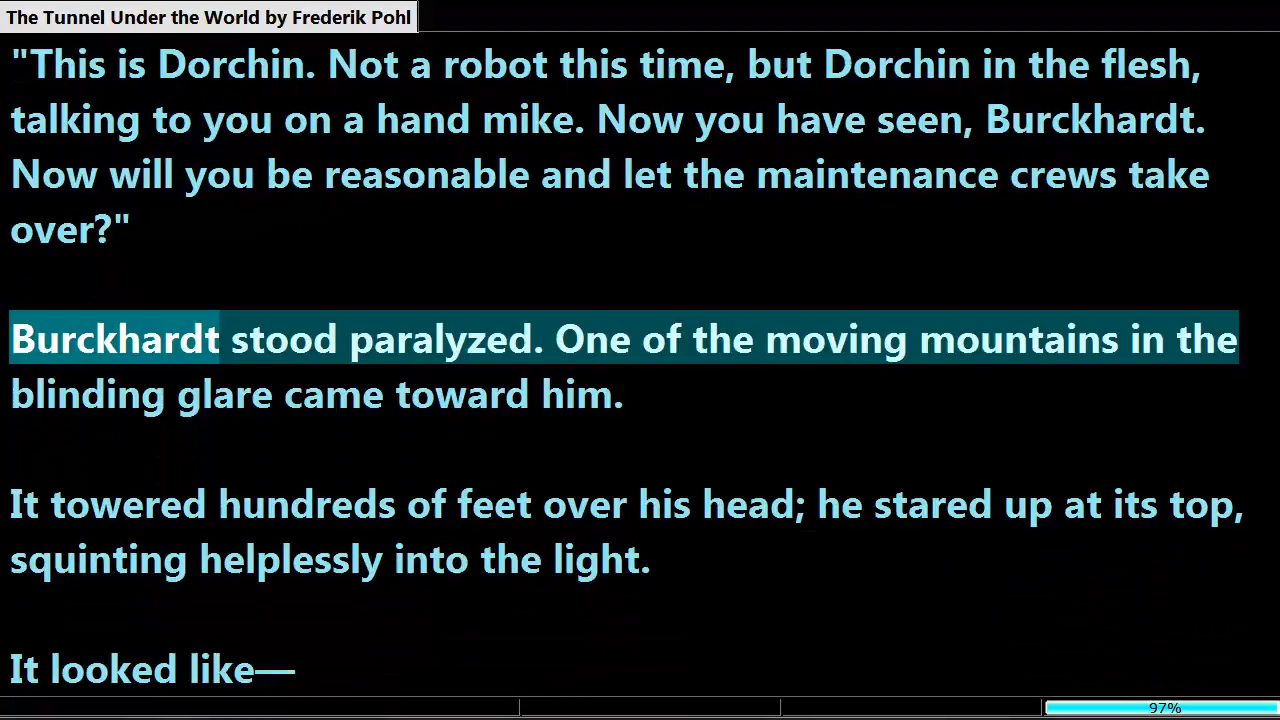 The Tunnel Under the World by Frederik Pohl
"This is Dorchin. Not a robot this time, but Dorchin in the flesh,
talking to you on a hand mike. Now you have seen, Burckhardt.
Now will you be reasonable and let the maintenance crews take
over?"
Burckhardt stood paralyzed. One of the moving mountains in the
blinding glare came toward him.
It towered hundreds of feet over his head; he stared up at its top,
squinting helplessly into the light.
It looked like—
97%